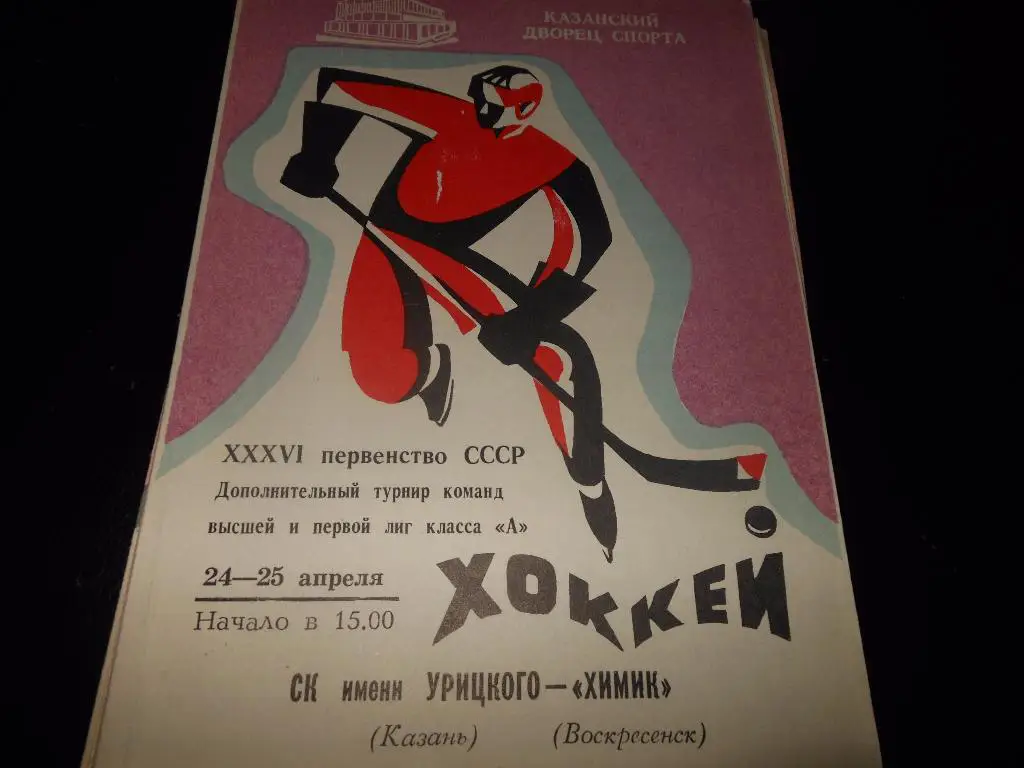 КАЗАНСКИЙ
ДВОРЕЦ СПОРТА
XXXVI первенство СССР
Дополнительный турнир команд
высшей и первой лиг класса «А»
24—25 апреля
Начало в 15.00
ХОККЕЙ
СК имени УРИЦКОГО—«ХИМИК»
(Казань) (Воскресенск)